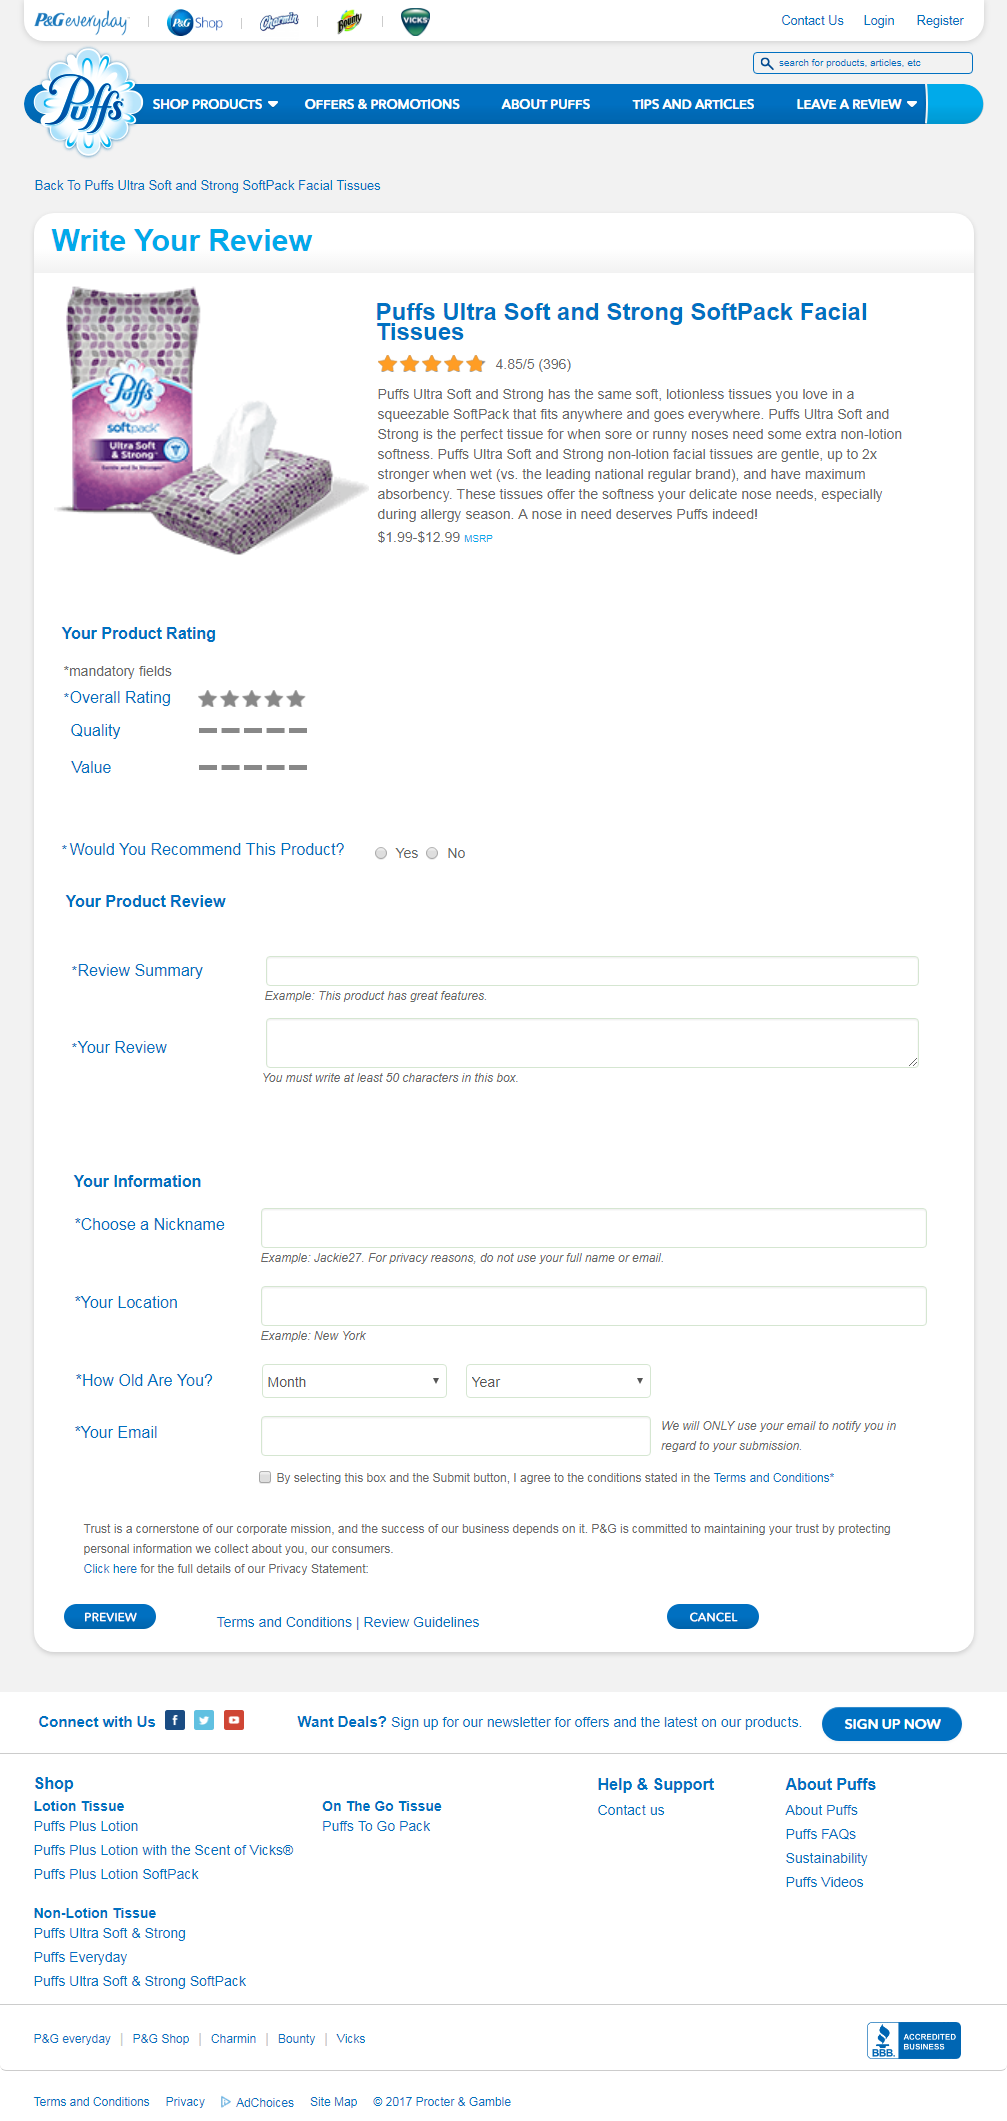 P&G everyday
P&G Shop
Charmin
Bounty
VICKS
Contact Us
Login
Register
search for products, articles, etc
Puffs
SHOP PRODUCTS
OFFERS & PROMOTIONS
ABOUT PUFFS
TIPS AND ARTICLES
LEAVE A REVIEW
Back To Puffs Ultra Soft and Strong SoftPack Facial Tissues
Write Your Review
Puffs
softpack
Ultra Soft
& Strong
Puffs Ultra Soft and Strong SoftPack Facial
Tissues
4.85/5 (396)
Puffs Ultra Soft and Strong has the same soft, lotionless tissues you love in a
squeezable SoftPack that fits anywhere and goes everywhere. Puffs Ultra Soft and
Strong is the perfect tissue for when sore or runny noses need some extra non-lotion
softness. Puffs Ultra Soft and Strong non-lotion facial tissues are gentle, up to 2x
stronger when wet (vs. the leading national regular brand), and have maximum
absorbency. These tissues offer the softness your delicate nose needs, especially
during allergy season. A nose in need deserves Puffs indeed!
$1.99-$12.99 MSRP
Your Product Rating
*mandatory fields
*Overall Rating
Quality
Value
* Would You Recommend This Product?
Yes
No
Your Product Review
*Review Summary
Example: This product has great features.
*Your Review
You must write at least 50 characters in this box.
Your Information
*Choose a Nickname
Example: Jackie27. For privacy reasons, do not use your full name or email.
*Your Location
Example: New York
*How Old Are You?
Month
Year
*Your Email
We will ONLY use your email to notify you in
regard to your submission.
By selecting this box and the Submit button, I agree to the conditions stated in the Terms and Conditions*
Trust is a cornerstone of our corporate mission, and the success of our business depends on it. P&G is committed to maintaining your trust by protecting
personal information we collect about you, our consumers.
Click here for the full details of our Privacy Statement:
PREVIEW
Terms and Conditions | Review Guidelines
CANCEL
Connect with Us
Want Deals? Sign up for our newsletter for offers and the latest on our products.
SIGN UP NOW
Shop
Lotion Tissue
Puffs Plus Lotion
Puffs Plus Lotion with the Scent of Vicks®
Puffs Plus Lotion SoftPack
Non-Lotion Tissue
Puffs Ultra Soft & Strong
Puffs Everyday
Puffs Ultra Soft & Strong SoftPack
On The Go Tissue
Puffs To Go Pack
Help & Support
Contact us
About Puffs
About Puffs
Puffs FAQs
Sustainability
Puffs Videos
P&G everyday | P&G Shop | Charmin | Bounty | Vicks
BBB.
ACCREDITED
BUSINESS
Terms and Conditions
Privacy
AdChoices
Site Map
© 2017 Procter & Gamble